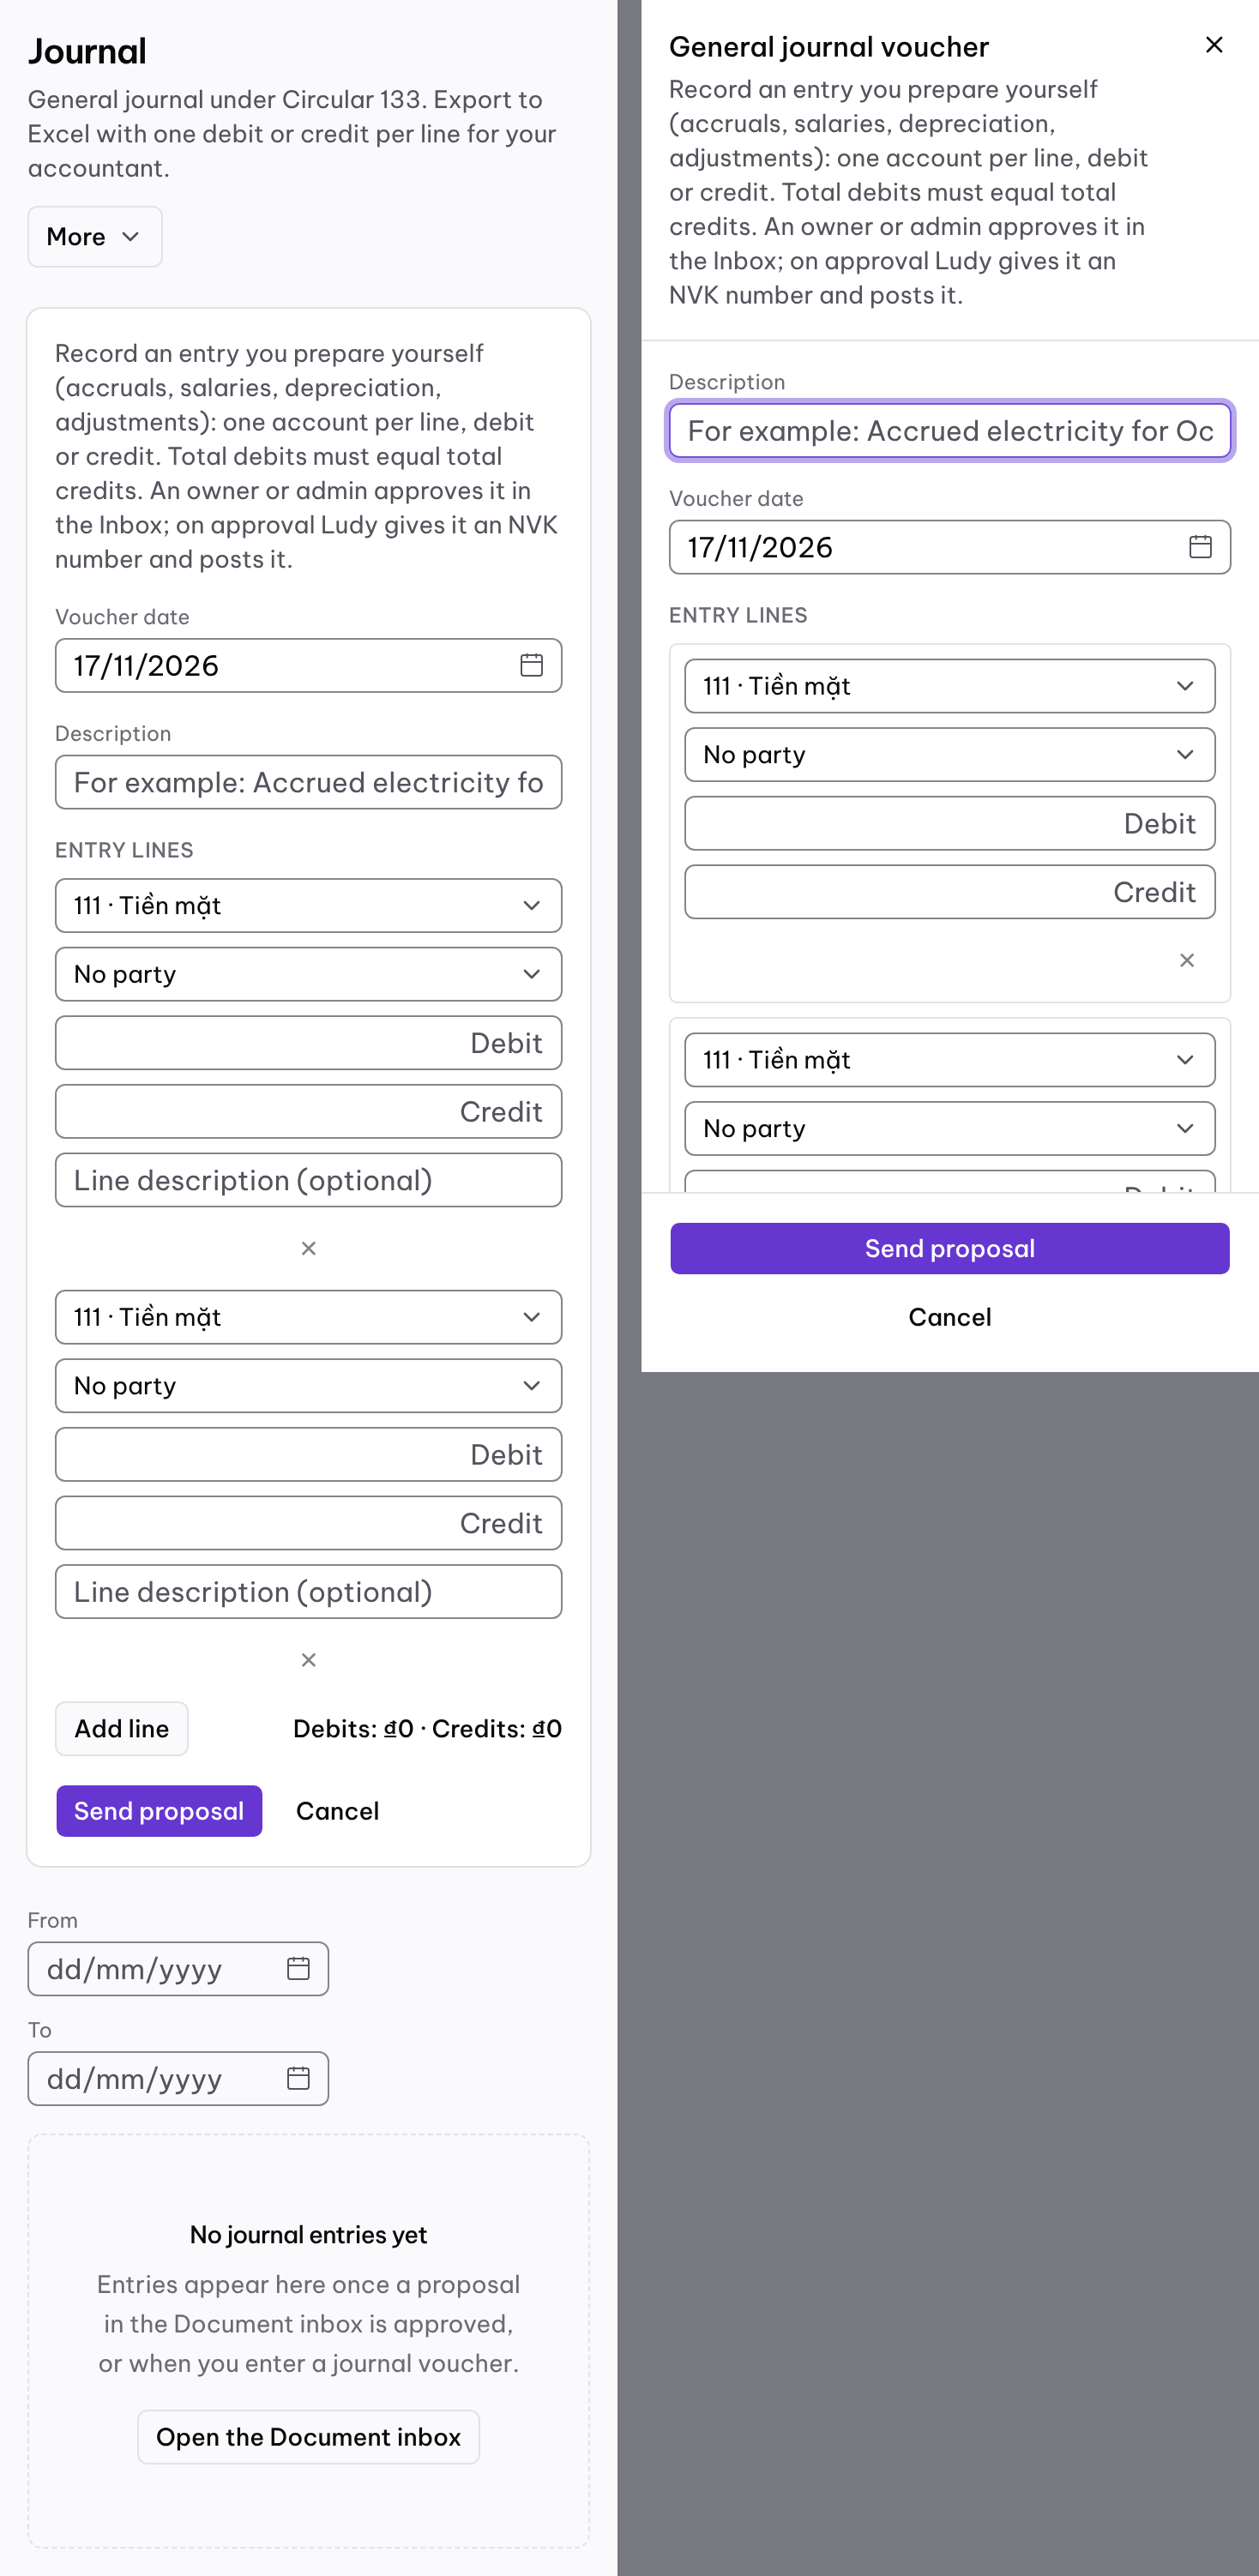 Journal
General journal under Circular 133. Export to
Excel with one debit or credit per line for your
accountant.
More
Record an entry you prepare yourself
(accruals, salaries, depreciation,
adjustments): one account per line, debit
or credit. Total debits must equal total
credits. An owner or admin approves it in
the Inbox; on approval Ludy gives it an NVK
number and posts it.
Voucher date
17/11/2026
Description
For example: Accrued electricity fo
ENTRY LINES
111 · Tiền mặt
No party
Debit
Credit
Line description (optional)
×
111 · Tiền mặt
No party
Debit
Credit
Line description (optional)
×
Add line
Debits: ₫0 · Credits: ₫0
Send proposal
Cancel
From
dd/mm/yyyy
To
dd/mm/yyyy
No journal entries yet
Entries appear here once a proposal
in the Document inbox is approved,
or when you enter a journal voucher.
Open the Document inbox
General journal voucher
Record an entry you prepare yourself
(accruals, salaries, depreciation,
adjustments): one account per line, debit
or credit. Total debits must equal total
credits. An owner or admin approves it in
the Inbox; on approval Ludy gives it an
NVK number and posts it.
Description
For example: Accrued electricity for Oc
Voucher date
17/11/2026
ENTRY LINES
111 · Tiền mặt
No party
Debit
Credit
×
111 · Tiền mặt
No party
Send proposal
Cancel